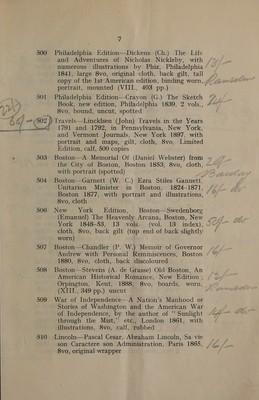 7
500 Philadelphia Edition—Dickens (Ch.) The Life
and Adventures of Nicholas Nickleby, with
numerous illustrations by Phiz, Philadelphia
1841, large 8vo, original cloth, back gilt, tall
copy of the 1st American edition, binding worn,
portrait, mounted (VIII., 403 pp.)
501 Philadelphia Edition—Crayon (G.) The Sketch
Book, new edition, Philadelphia 1839, 2 vols.,
8vo, bound, uncut, spotted
502 Travels—Lincklaen (John) Travels in the Years
1791 and 1792, in Pennsylvania, New York,
and Vermont, Journals, New York 1897, with
portrait and maps, gilt, cloth, 8vo, Limited
Edition, calf, 500 copies
503 Boston—A Memorial Of (Daniel Webster) from
the City of Boston, Boston 1853, 8vo, cloth,
with portrait (spotted)
504 Boston—Garnett (W. C.) Ezra Stiles Gannett,
Unitarian Minister in Boston, 1824-1871,
Boston 1877, with portrait and illustrations,
8vo, cloth
506 New York Edition, Boston—Swedenborg
(Emanuel) The Heavenly Arcana, Boston, New
York 1848-53, 13 vols. (vol. 13 index),
cloth, 8vo, back gilt (top end of back slightly
worn)
507 Boston—Chandler (P. W.) Memoir of Governor
Andrew with Personal Reminiscences, Boston
1880, 8vo, cloth, back discoloured
508 Boston—Stevens (A. de Grasse) Old Boston, An
American Historical Romance, New Edition;
Orpington, Kent, 1888, 8vo, boards, worn,
(XIII., 349 pp.) uncut
509 War of Independence—A Nation's Manhood or
Stories of Washington and the American War
of Independence, by the author of "Sunlight
through the Mist," etc., London 1861, with
illustrations, 8vo, calf, rubbed
510 Lincoln—Pascal Cesar, Abraham Lincoln, Sa vie
son Caractere son Administration, Paris 1865,
8vo, original wrapper